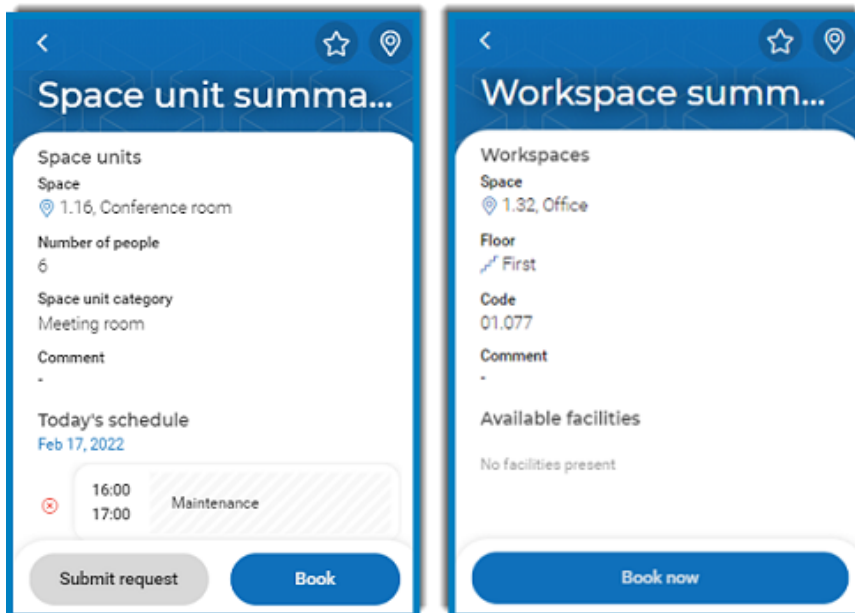 Space unit summa...
Space units
Space
1.16, Conference room
Number of people
6
Space unit category
Meeting room
Comment
-
Today's schedule
Feb 17, 2022
16:00
17:00
Maintenance
Submit request
Book
Workspace summ...
Workspaces
Space
1.32, Office
Floor
First
Code
01.077
Comment
-
Available facilities
No facilities present
Book now